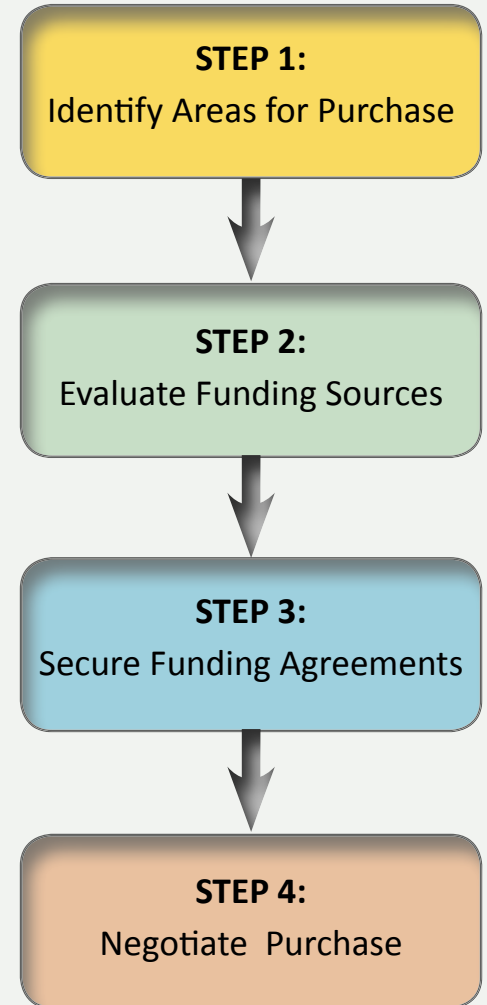 STEP 1:
Identify Areas for Purchase
STEP 2:
Evaluate Funding Sources
STEP 3:
Secure Funding Agreements
STEP 4:
Negotiate  Purchase